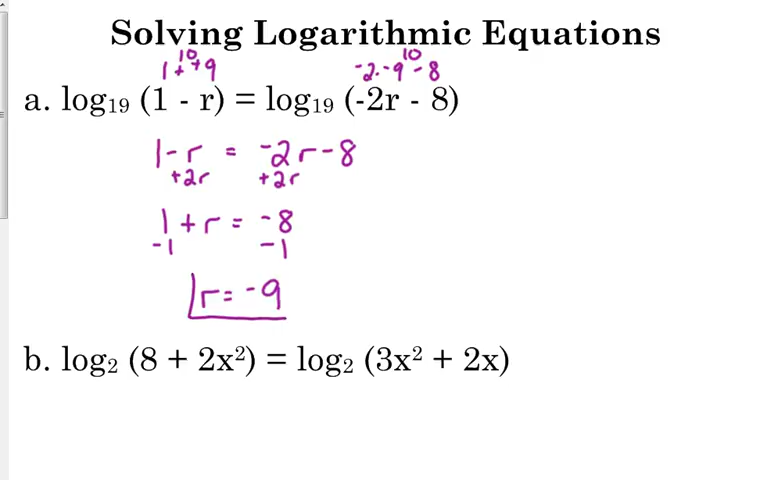 Solving Logarithmic Equations
10 10
1 + +9 -2·-9 - 8
a. log₁₉ (1 - r) = log₁₉ (-2r - 8)
1 - r = -2r - 8
+2r +2r
1 + r = -8
-1 -1
r = -9
b. log₂ (8 + 2x²) = log₂ (3x² + 2x)